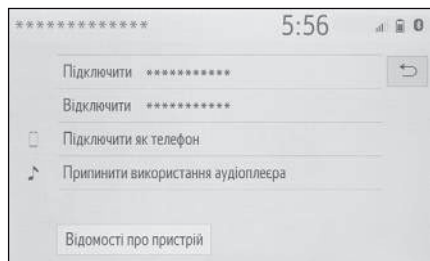 ************* 5:56
Підключити ***********
Відключити ***********
Підключити як телефон
Припинити використання аудіоплеєра
Відомості про пристрій